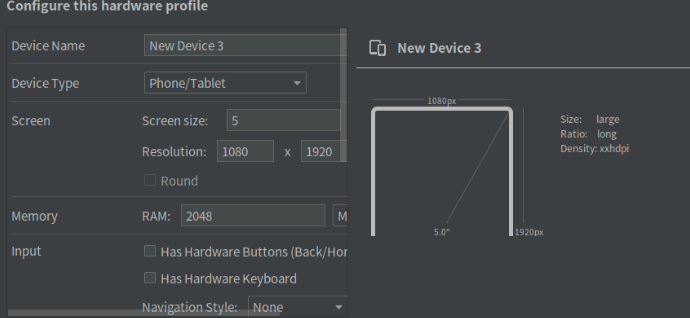 Configure this hardware profile
Device Name New Device 3
Device Type Phone/Tablet
Screen Screen size: 5
Resolution: 1080 x 1920
Round
Memory RAM: 2048 M
Input Has Hardware Buttons (Back/Hor
Has Hardware Keyboard
Navigation Style: None
New Device 3
1080px
Size: large
Ratio: long
Density: xxhdpi
5.0"
1920px